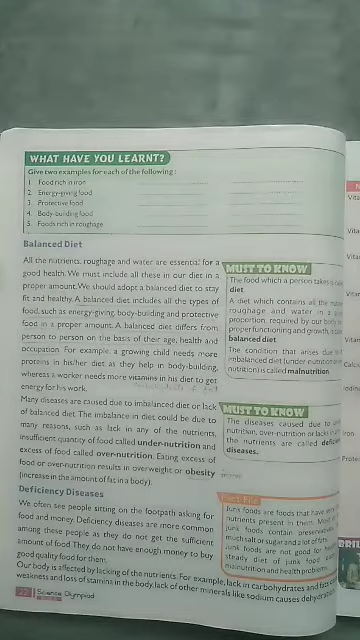 WHAT HAVE YOU LEARNT?
Give two examples for each of the following :
1. Food rich in iron
2. Energy-giving food
3. Protective food
4. Body-building food
5. Foods rich in roughage
Balanced Diet
All the nutrients, roughage and water are essential for a
good health. We must include all these in our diet in a
proper amount. We should adopt a balanced diet to stay
fit and healthy. A balanced diet includes all the types of
food, such as energy-giving, body-building and protective
food in a proper amount. A balanced diet differs from
person to person on the basis of their age, health and
occupation. For example, a growing child needs more
proteins in his/her diet as they help in body-building,
whereas a worker needs more vitamins in his diet to get
energy for his work.
Many diseases are caused due to imbalanced diet or lack
of balanced diet. The imbalance in diet could be due to
many reasons, such as lack in any of the nutrients,
insufficient quantity of food called under-nutrition and
excess of food called over-nutrition. Eating excess of
food or over-nutrition results in overweight or obesity
(increase in the amount of fat in a body).
MUST TO KNOW
The food which a person takes is
diet
A diet which contains all the
roughage and water in a
proportion required by our body
proper functioning and growth, is
balanced diet.
The condition that arises due
imbalanced diet (under-nutrition
nutrition) is called malnutrition.
MUST TO KNOW
The diseases caused due to
nutrition, over-nutrition or lacks in
the nutrients are called
diseases.
Deficiency Diseases
We often see people sitting on the footpath asking for
food and money. Deficiency diseases are more common
among these people as they do not get the sufficient
amount of food. They do not have enough money to buy
good quality food for them.
Our body is affected by lacking of the nutrients. For example, lack in carbohydrates and fats
weakness and loss of stamina in the body, lack of other minerals like sodium causes dehydration
Fact File
Junk foods are foods that have
nutrients present in them. Most
junk foods contain
much salt or sugar and a lot of fats.
Junk foods are not good for
steady diet of junk food
malnutrition and health problems.
22 Science Olympiad
Vita
Vita
Vita
Vitam
Calci
Iodin
Iron
Protei
BRIL